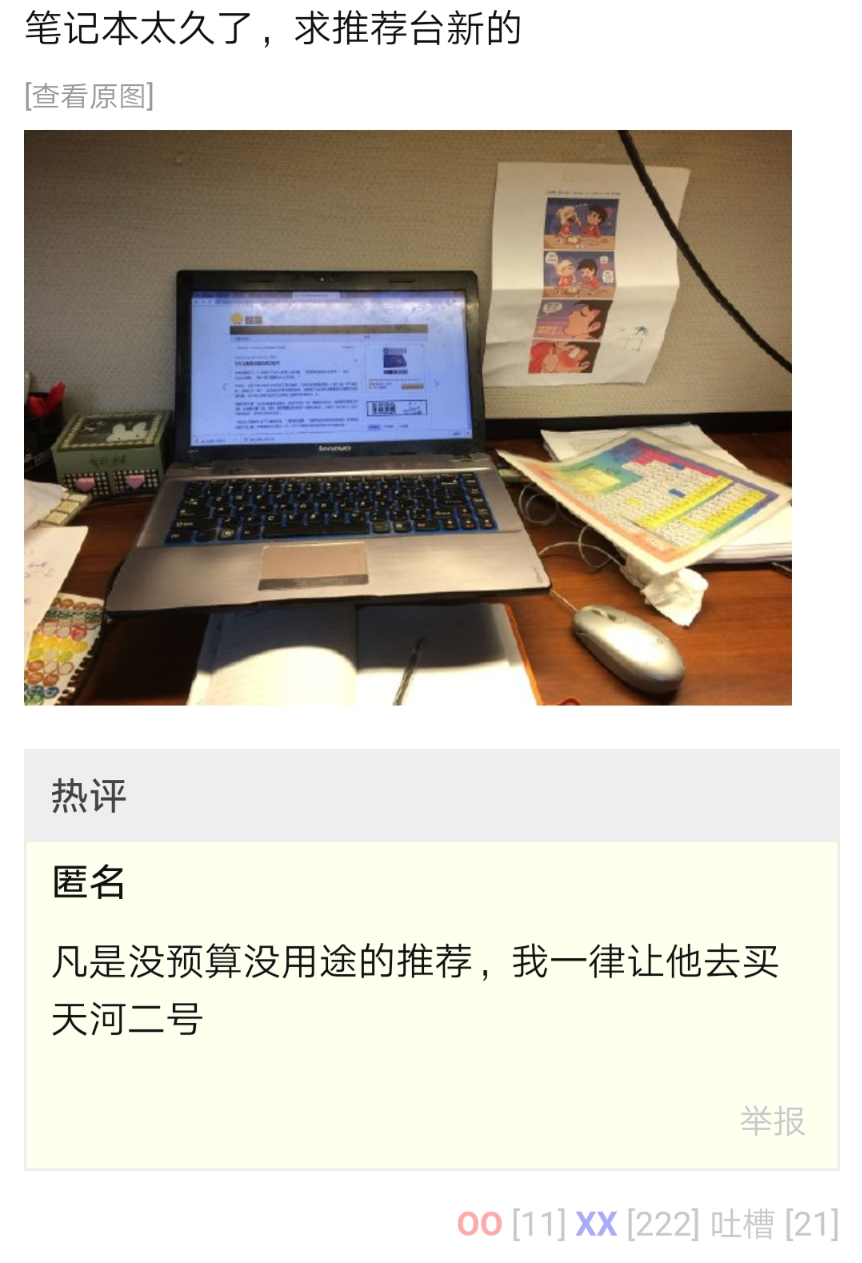 笔记本太久了，求推荐台新的
[查看原图]
lenovo
热评
匿名
凡是没预算没用途的推荐，我一律让他去买
天河二号
举报
OO [11] XX [222] 吐槽 [21]